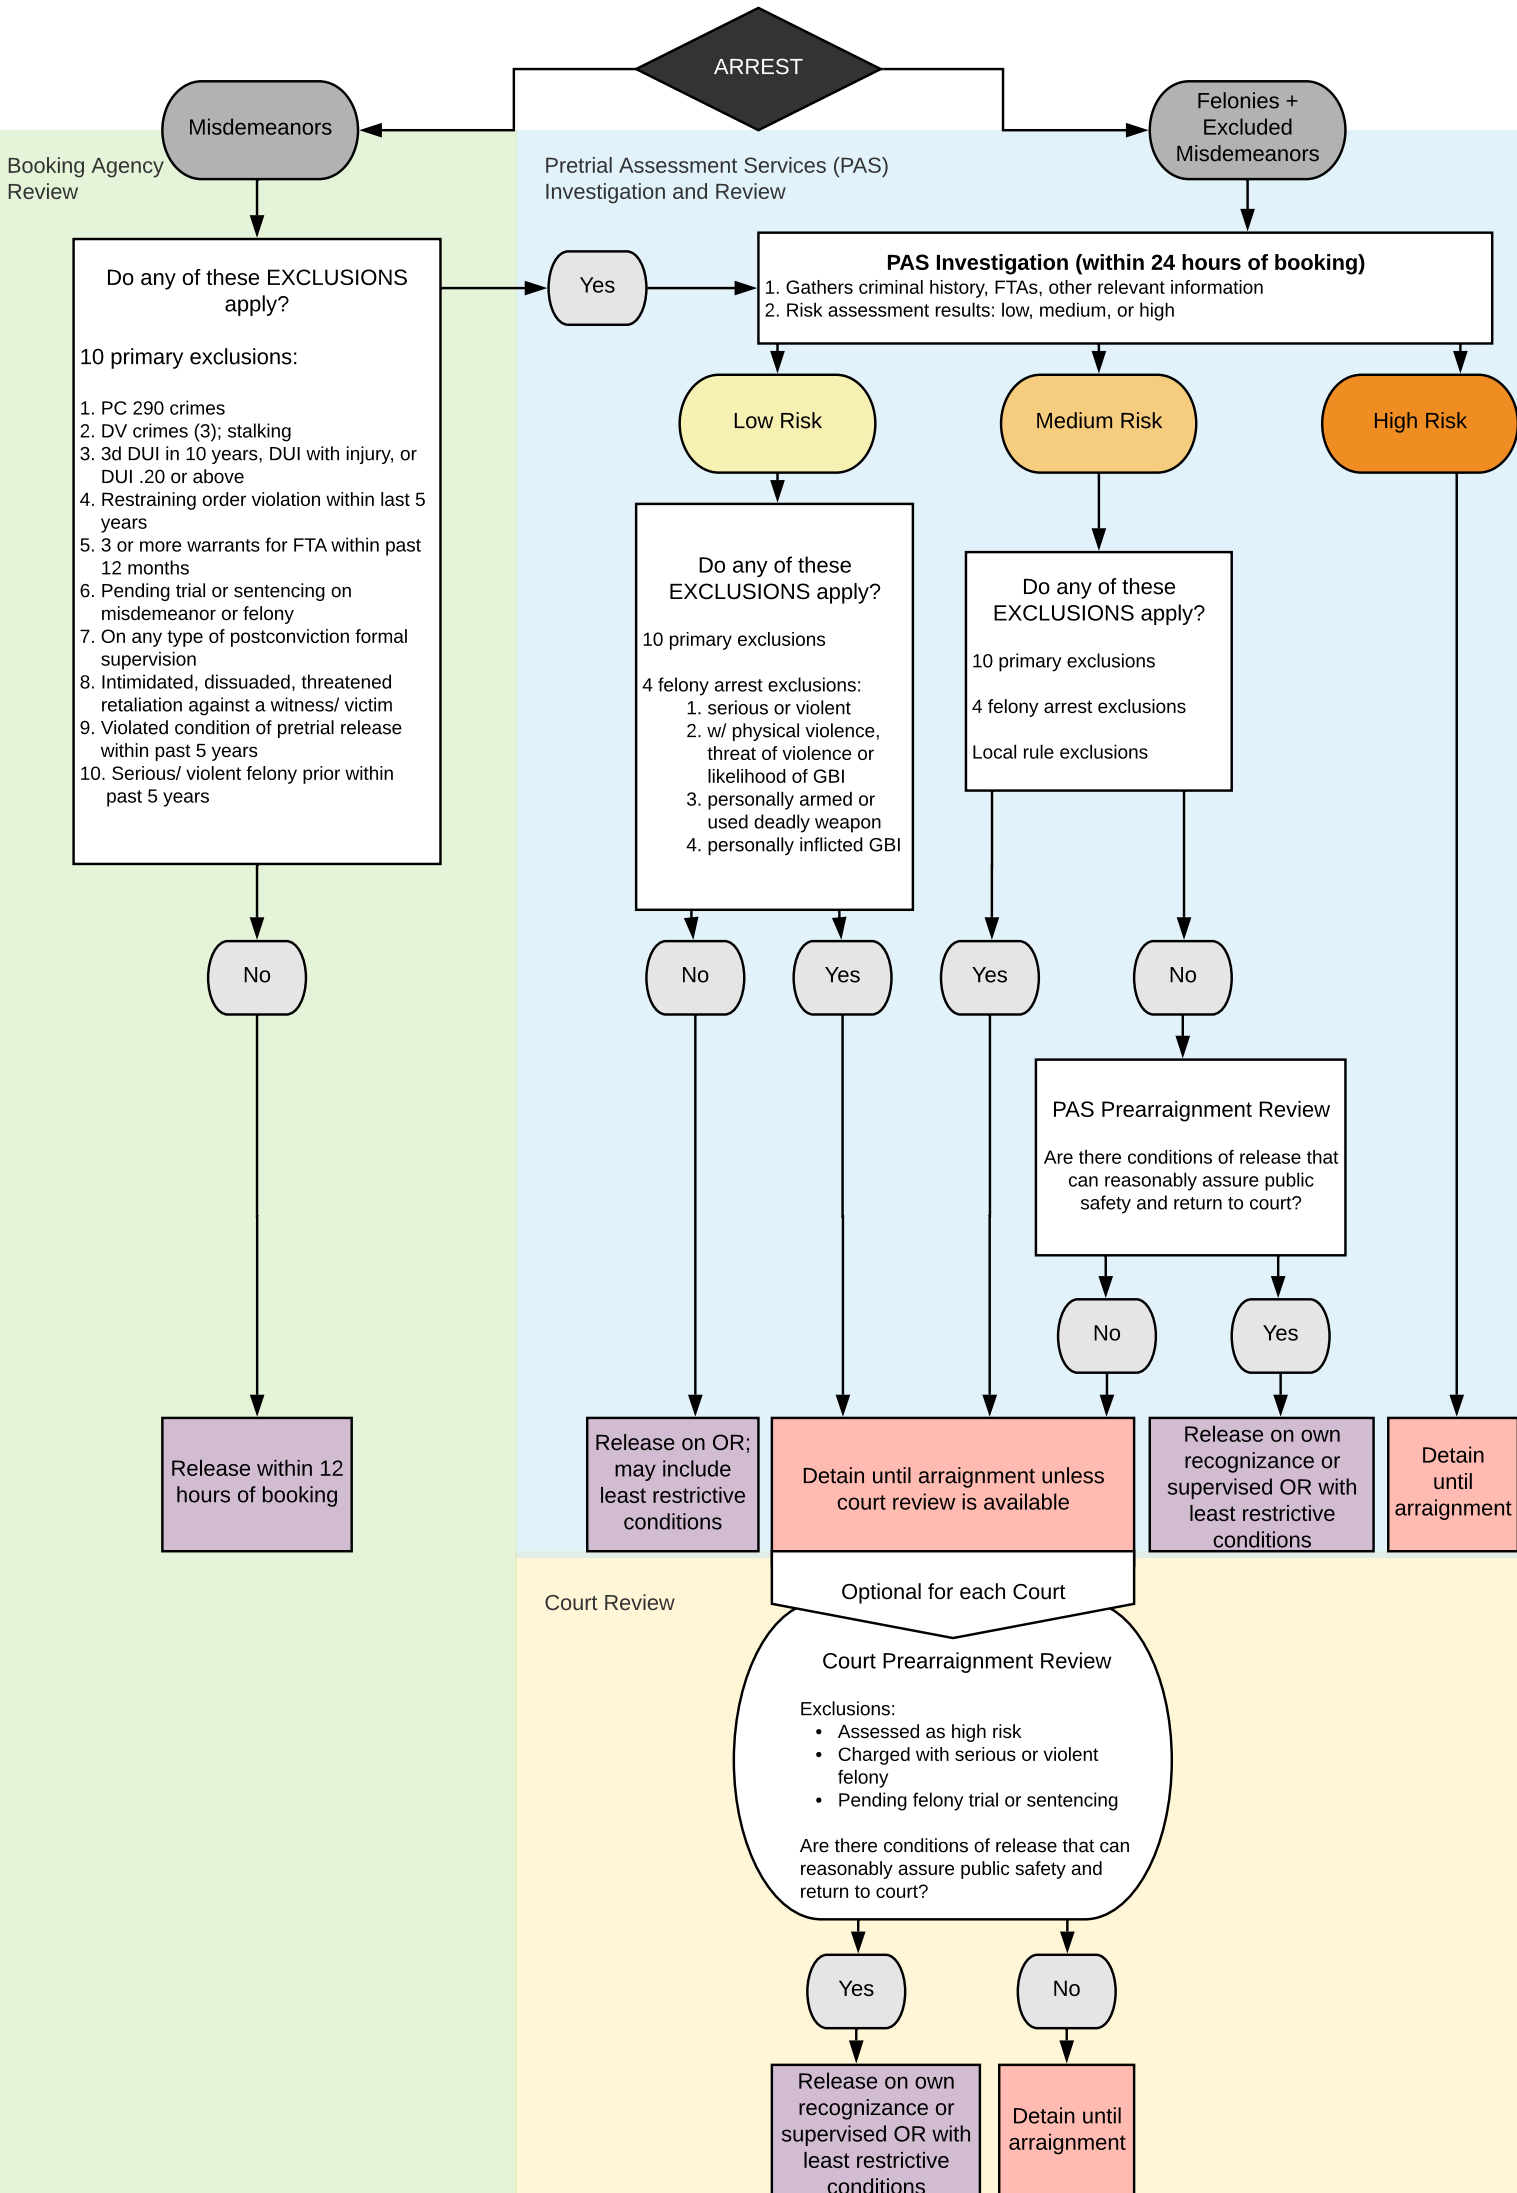 ARREST
Misdemeanors
Felonies +
Excluded
Misdemeanors
Booking Agency
Review
Pretrial Assessment Services (PAS)
Investigation and Review
Do any of these EXCLUSIONS
apply?
10 primary exclusions:
1. PC 290 crimes
2. DV crimes (3); stalking
3. 3d DUI in 10 years, DUI with injury, or
DUI .20 or above
4. Restraining order violation within last 5
years
5. 3 or more warrants for FTA within past
12 months
6. Pending trial or sentencing on
misdemeanor or felony
7. On any type of postconviction formal
supervision
8. Intimidated, dissuaded, threatened
retaliation against a witness/ victim
9. Violated condition of pretrial release
within past 5 years
10. Serious/ violent felony prior within
past 5 years
Yes
PAS Investigation (within 24 hours of booking)
1. Gathers criminal history, FTAs, other relevant information
2. Risk assessment results: low, medium, or high
Low Risk
Medium Risk
High Risk
Do any of these
EXCLUSIONS apply?
10 primary exclusions
4 felony arrest exclusions:
1. serious or violent
2. w/ physical violence,
threat of violence or
likelihood of GBI
3. personally armed or
used deadly weapon
4. personally inflicted GBI
Do any of these
EXCLUSIONS apply?
10 primary exclusions
4 felony arrest exclusions
Local rule exclusions
No
No
Yes
Yes
No
PAS Prearraignment Review
Are there conditions of release that
can reasonably assure public
safety and return to court?
No
Yes
Release within 12
hours of booking
Release on OR;
may include
least restrictive
conditions
Detain until arraignment unless
court review is available
Release on own
recognizance or
supervised OR with
least restrictive
conditions
Detain
until
arraignment
Court Review
Optional for each Court
Court Prearraignment Review
Exclusions:
• Assessed as high risk
• Charged with serious or violent
felony
• Pending felony trial or sentencing
Are there conditions of release that can
reasonably assure public safety and
return to court?
Yes
No
Release on own
recognizance or
supervised OR with
least restrictive
conditions
Detain until
arraignment